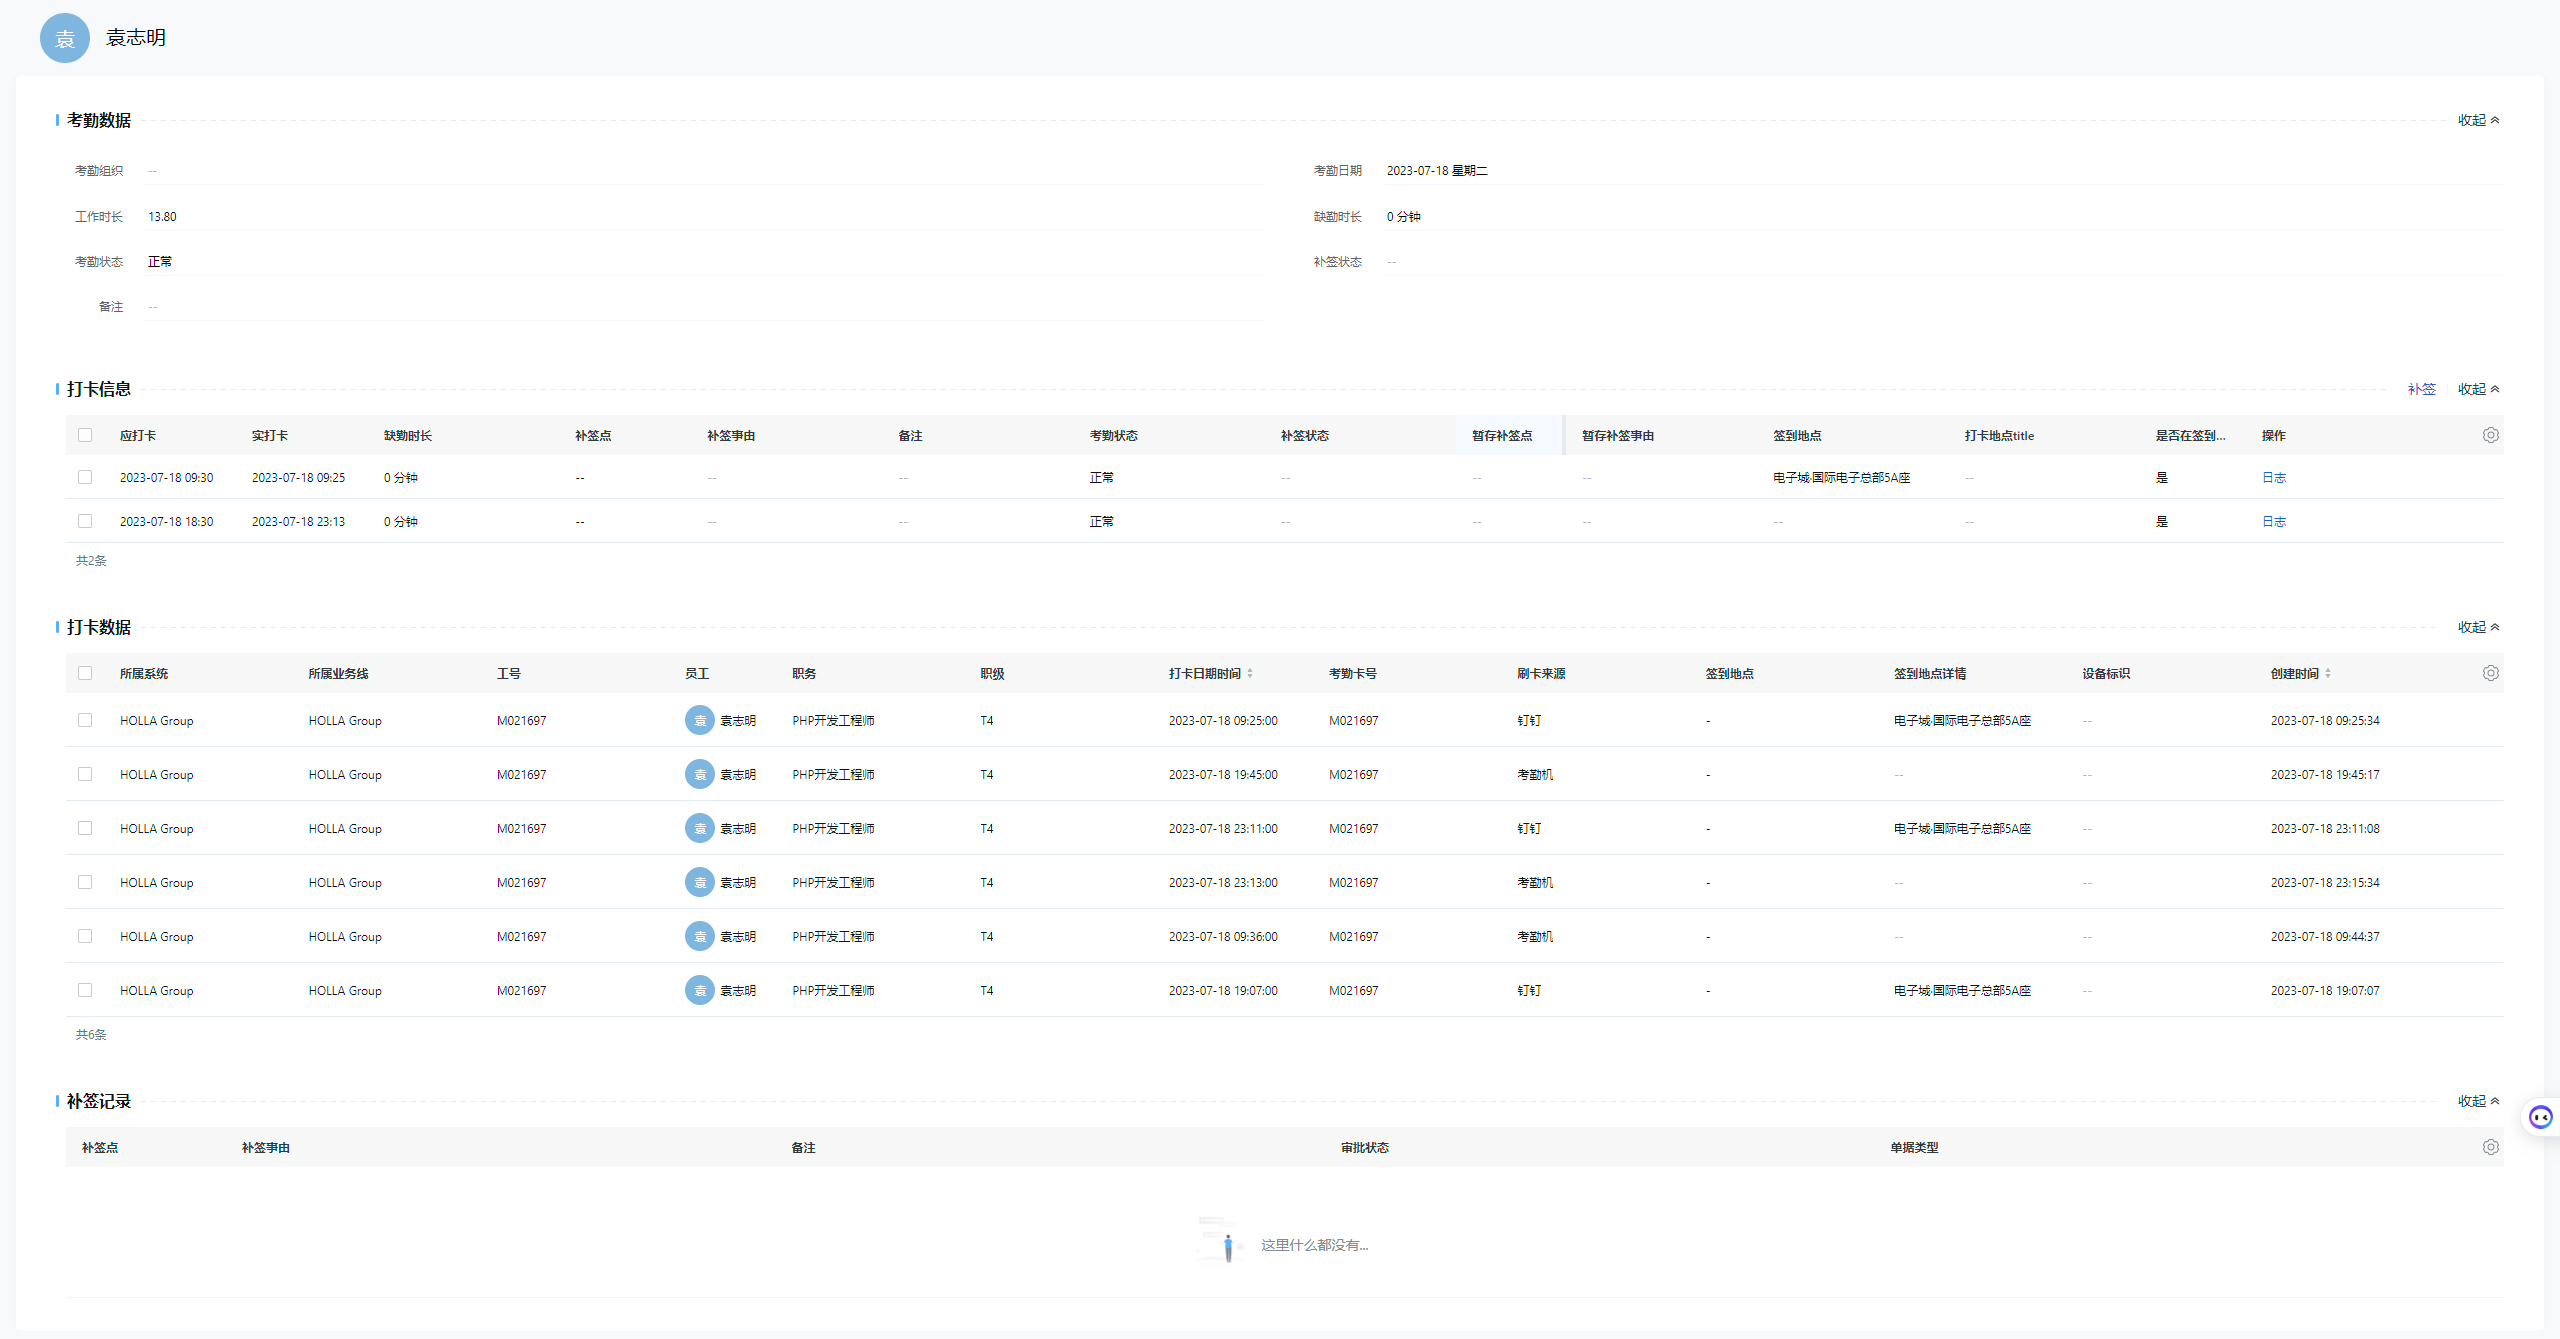 袁 袁志明
考勤数据 收起
考勤组织 -- 考勤日期 2023-07-18 星期二
工作时长 13.80 缺勤时长 0 分钟
考勤状态 正常 补签状态 --
备注 --
打卡信息 补签 收起
应打卡 实打卡 缺勤时长 补签点 补签事由 备注 考勤状态 补签状态 暂存补签点 暂存补签事由 签到地点 打卡地点title 是否在签到... 操作
2023-07-18 09:30 2023-07-18 09:25 0 分钟 -- -- -- 正常 -- -- -- 电子城·国际电子总部5A座 -- 是 日志
2023-07-18 18:30 2023-07-18 23:13 0 分钟 -- -- -- 正常 -- -- -- -- -- 是 日志
共2条
打卡数据 收起
所属系统 所属业务线 工号 员工 职务 职级 打卡日期时间 考勤卡号 刷卡来源 签到地点 签到地点详情 设备标识 创建时间
HOLLA Group HOLLA Group M021697 袁 袁志明 PHP开发工程师 T4 2023-07-18 09:25:00 M021697 钉钉 - 电子城·国际电子总部5A座 -- 2023-07-18 09:25:34
HOLLA Group HOLLA Group M021697 袁 袁志明 PHP开发工程师 T4 2023-07-18 19:45:00 M021697 考勤机 - -- -- 2023-07-18 19:45:17
HOLLA Group HOLLA Group M021697 袁 袁志明 PHP开发工程师 T4 2023-07-18 23:11:00 M021697 钉钉 - 电子城·国际电子总部5A座 -- 2023-07-18 23:11:08
HOLLA Group HOLLA Group M021697 袁 袁志明 PHP开发工程师 T4 2023-07-18 23:13:00 M021697 考勤机 - -- -- 2023-07-18 23:15:34
HOLLA Group HOLLA Group M021697 袁 袁志明 PHP开发工程师 T4 2023-07-18 09:36:00 M021697 考勤机 - -- -- 2023-07-18 09:44:37
HOLLA Group HOLLA Group M021697 袁 袁志明 PHP开发工程师 T4 2023-07-18 19:07:00 M021697 钉钉 - 电子城·国际电子总部5A座 -- 2023-07-18 19:07:07
共6条
补签记录 收起
补签点 补签事由 备注 审批状态 单据类型
这里什么都没有...